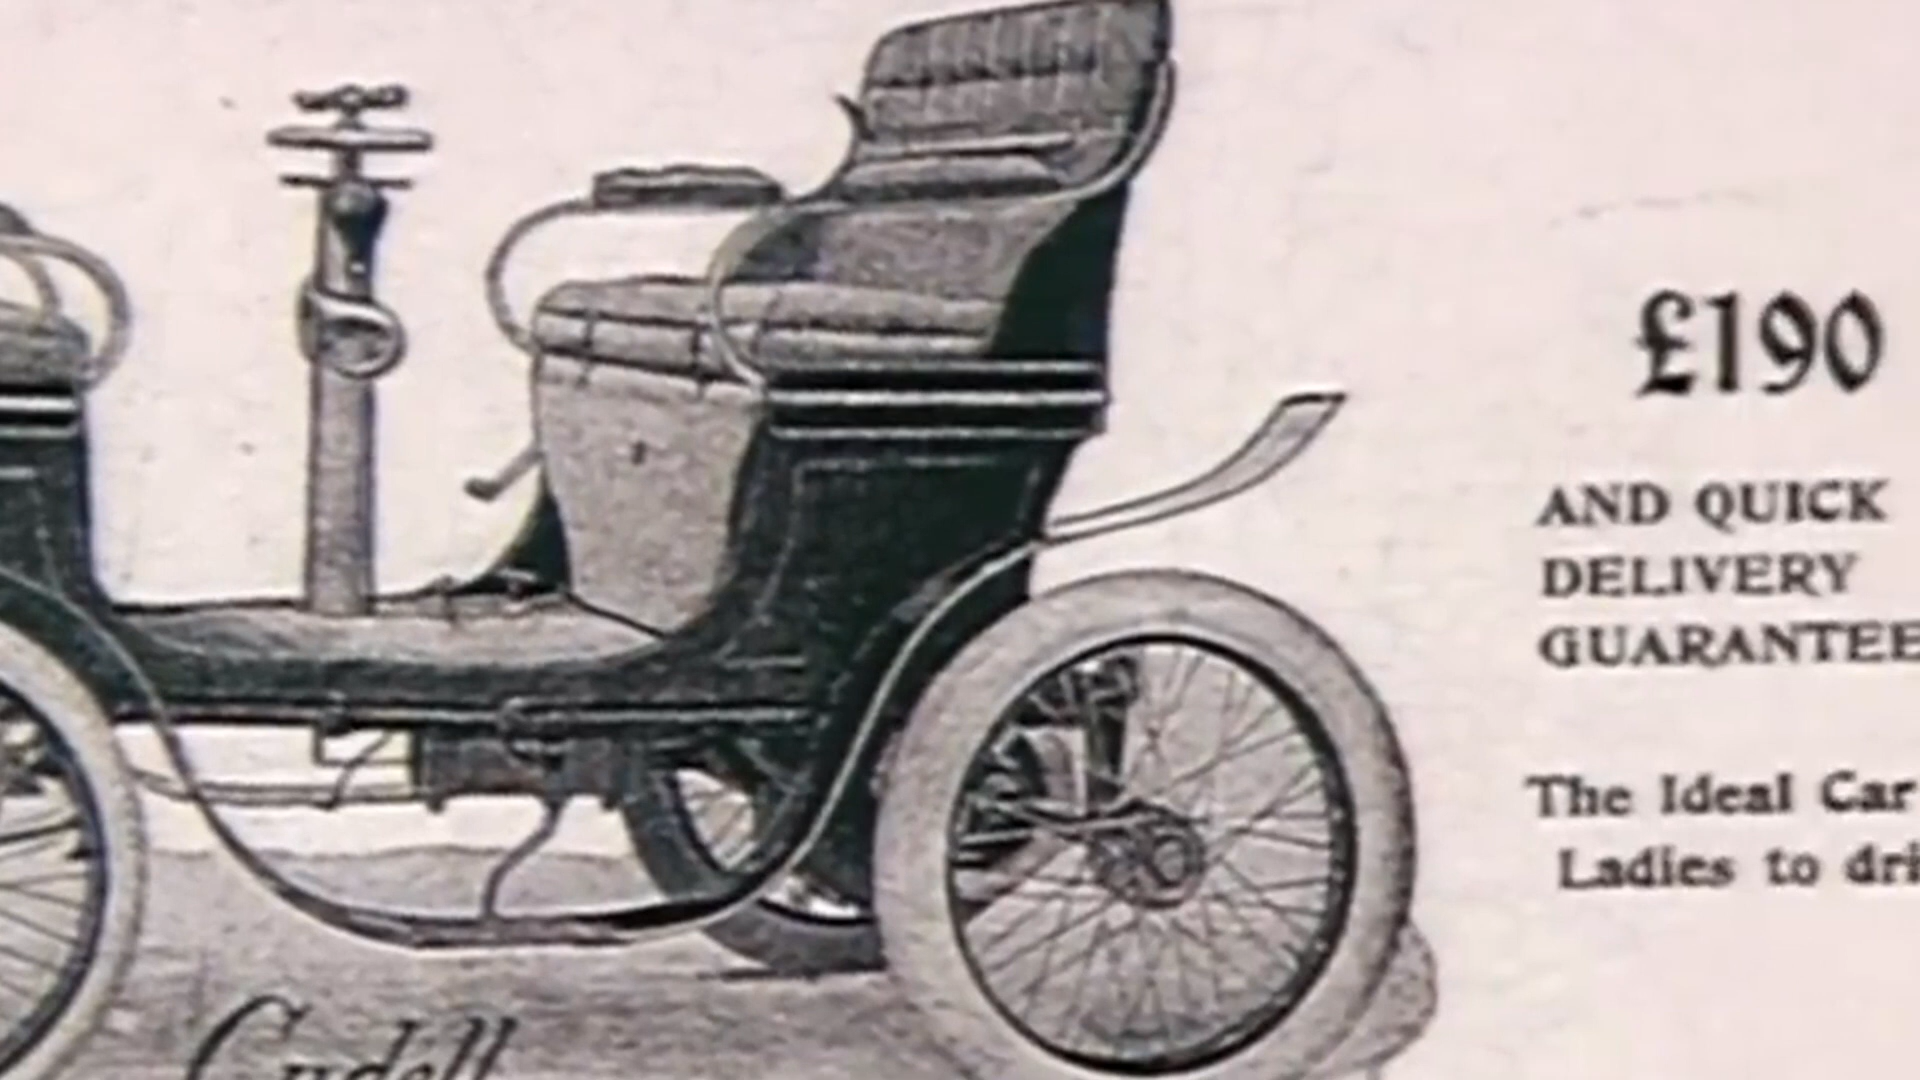 £190
AND QUICK
DELIVERY
GUARANTEE
The Ideal Car
Ladies to dri
Cudell